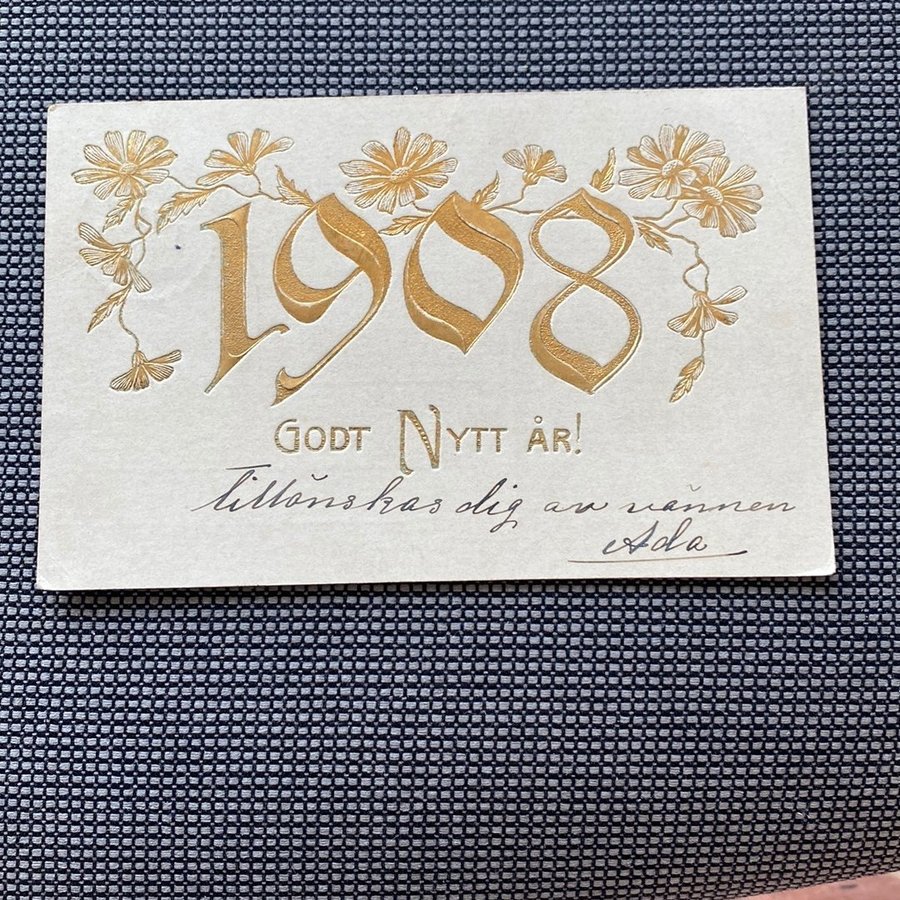 1908
GODT NYTT ÅR!
Tillönskas dig av vännen
Ada